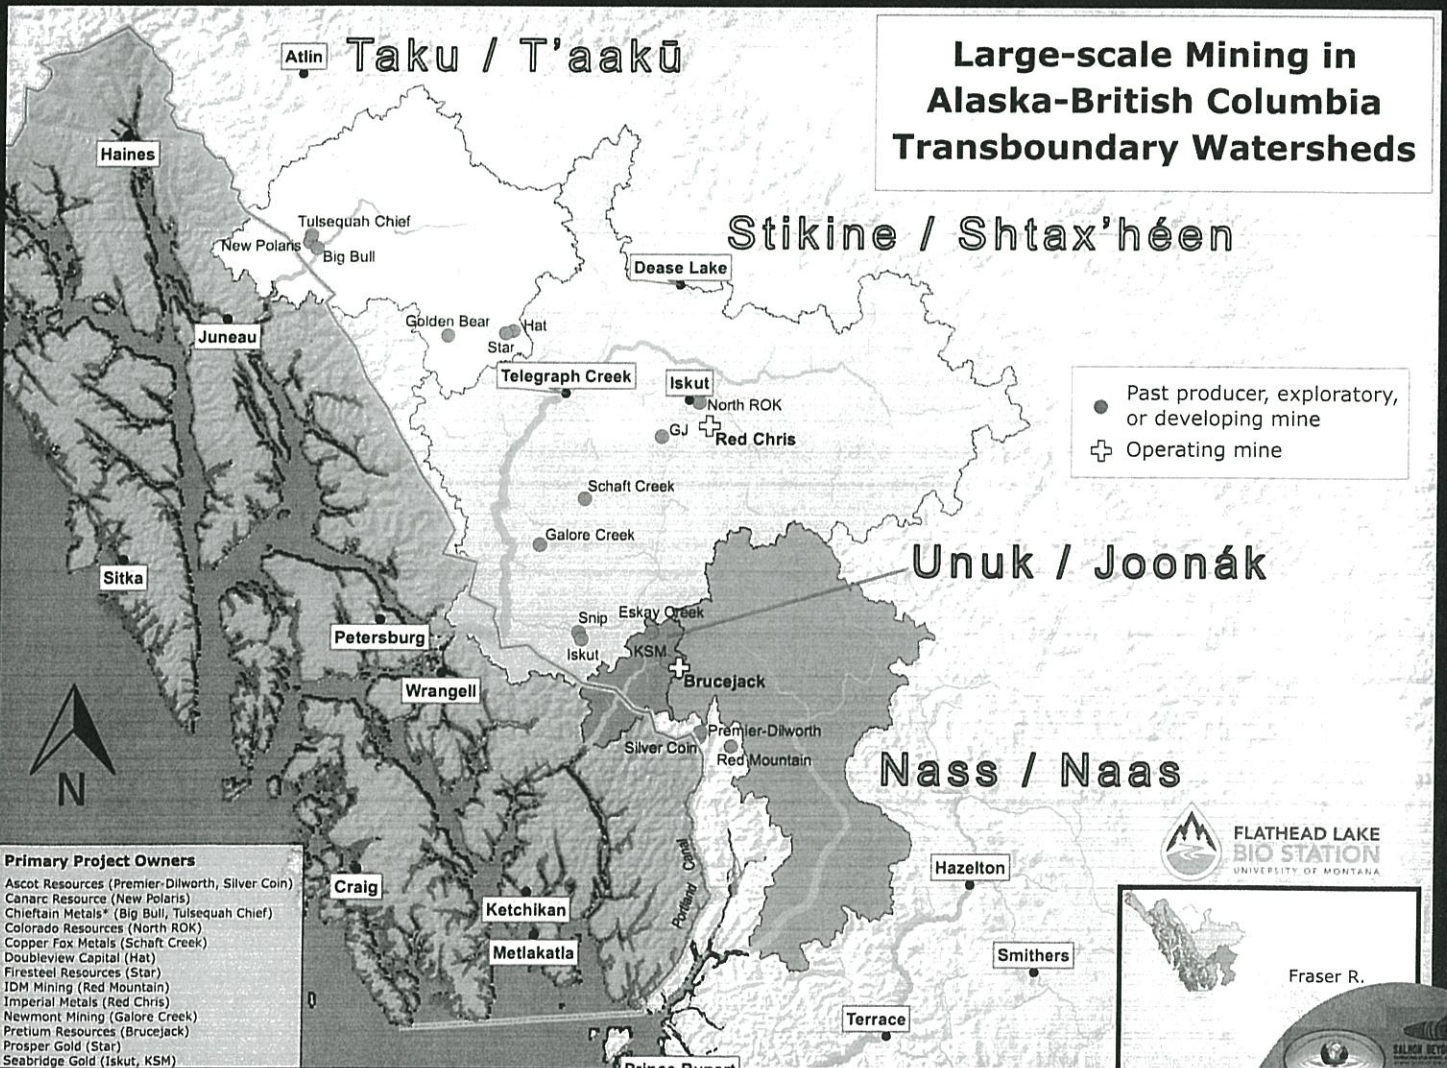 Large-scale Mining in
Alaska-British Columbia
Transboundary Watersheds
Atlin
Taku / T'aakū
Haines
Tulsequah Chief
New Polaris
Big Bull
Stikine / Shtax'héen
Dease Lake
Juneau
Golden Bear
Hat
Star
Telegraph Creek
Iskut
North ROK
GJ
Red Chris
Past producer, exploratory,
or developing mine
Operating mine
Schaft Creek
Galore Creek
Unuk / Joonák
Sitka
Snip
Eskay Creek
Petersburg
Iskut
KSM
Brucejack
Wrangell
Premier-Dilworth
Silver Coin
Red Mountain
Nass / Naas
N
FLATHEAD LAKE
BIO STATION
UNIVERSITY OF MONTANA
Portland Canal
Hazelton
Craig
Ketchikan
Metlakatla
Smithers
Terrace
Fraser R.
Primary Project Owners
Ascot Resources (Premier-Dilworth, Silver Coin)
Canarc Resource (New Polaris)
Chieftain Metals* (Big Bull, Tulsequah Chief)
Colorado Resources (North ROK)
Copper Fox Metals (Schaft Creek)
Doubleview Capital (Hat)
Firesteel Resources (Star)
IDM Mining (Red Mountain)
Imperial Metals (Red Chris)
Newmont Mining (Galore Creek)
Pretium Resources (Brucejack)
Prosper Gold (Star)
Seabridge Gold (Iskut, KSM)
Prince Rupert
SALMON BEYO